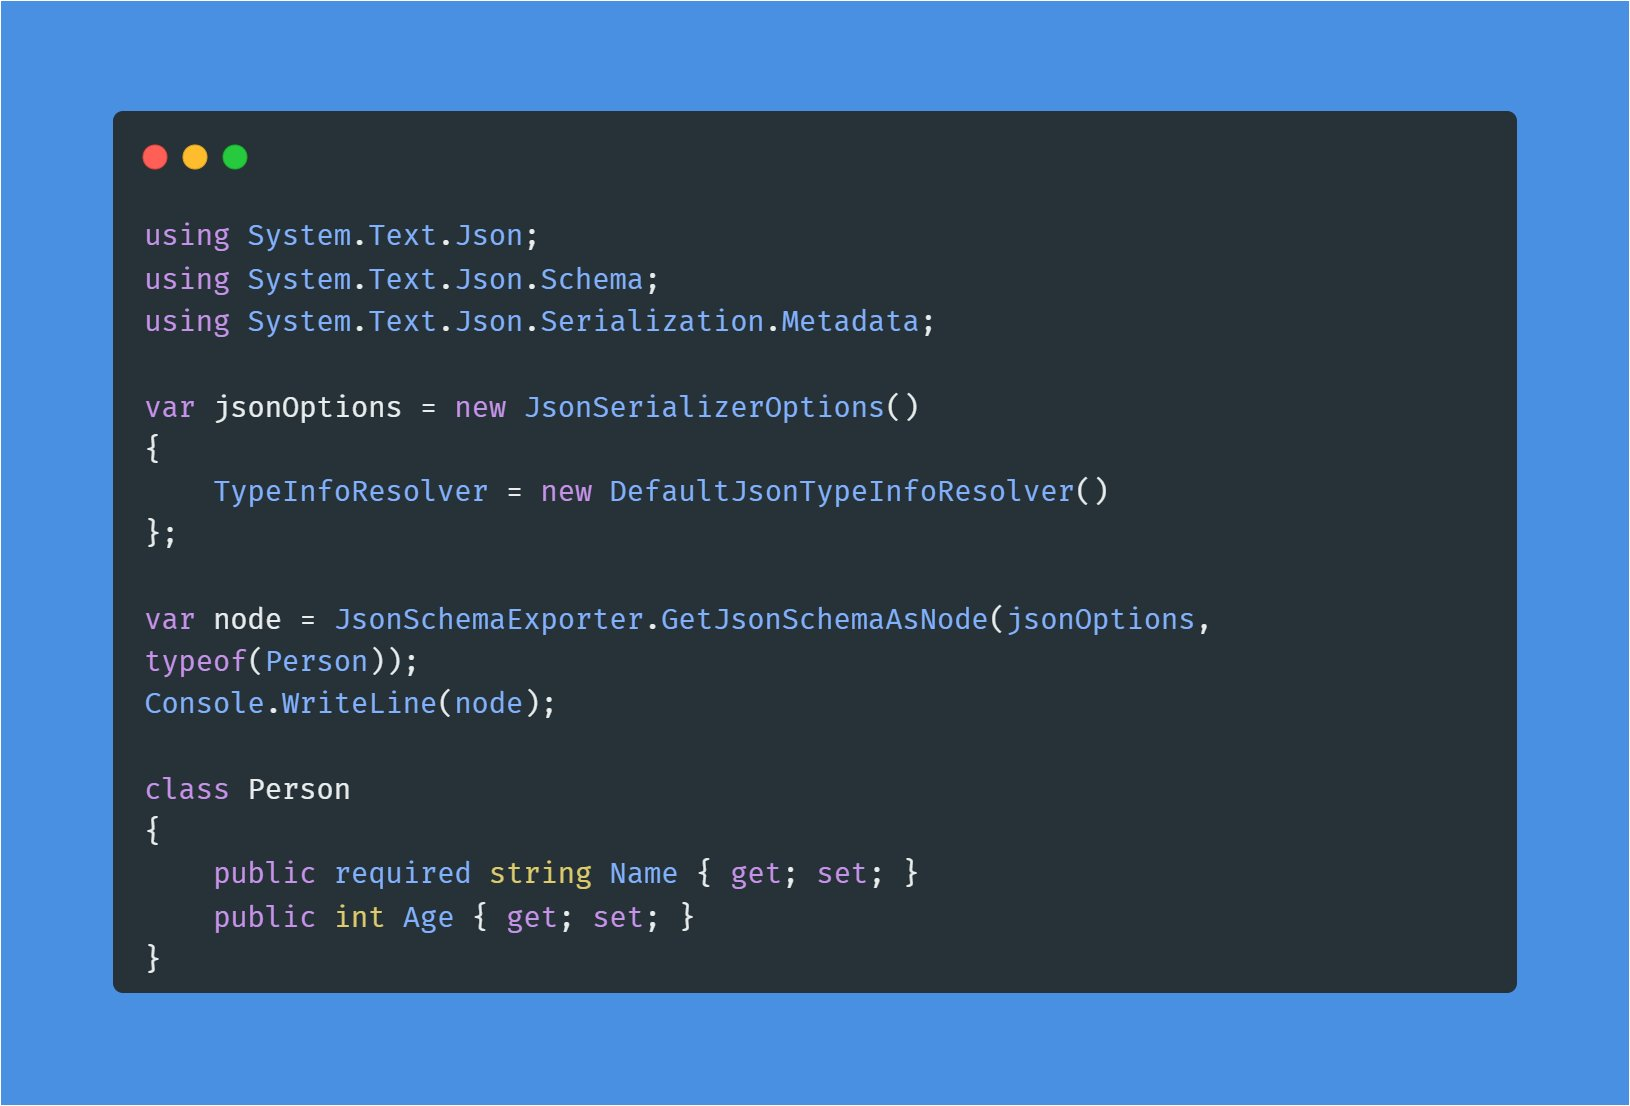 using System.Text.Json;
using System.Text.Json.Schema;
using System.Text.Json.Serialization.Metadata;

var jsonOptions = new JsonSerializerOptions()
{
    TypeInfoResolver = new DefaultJsonTypeInfoResolver()
};

var node = JsonSchemaExporter.GetJsonSchemaAsNode(jsonOptions,
typeof(Person));
Console.WriteLine(node);

class Person
{
    public required string Name { get; set; }
    public int Age { get; set; }
}